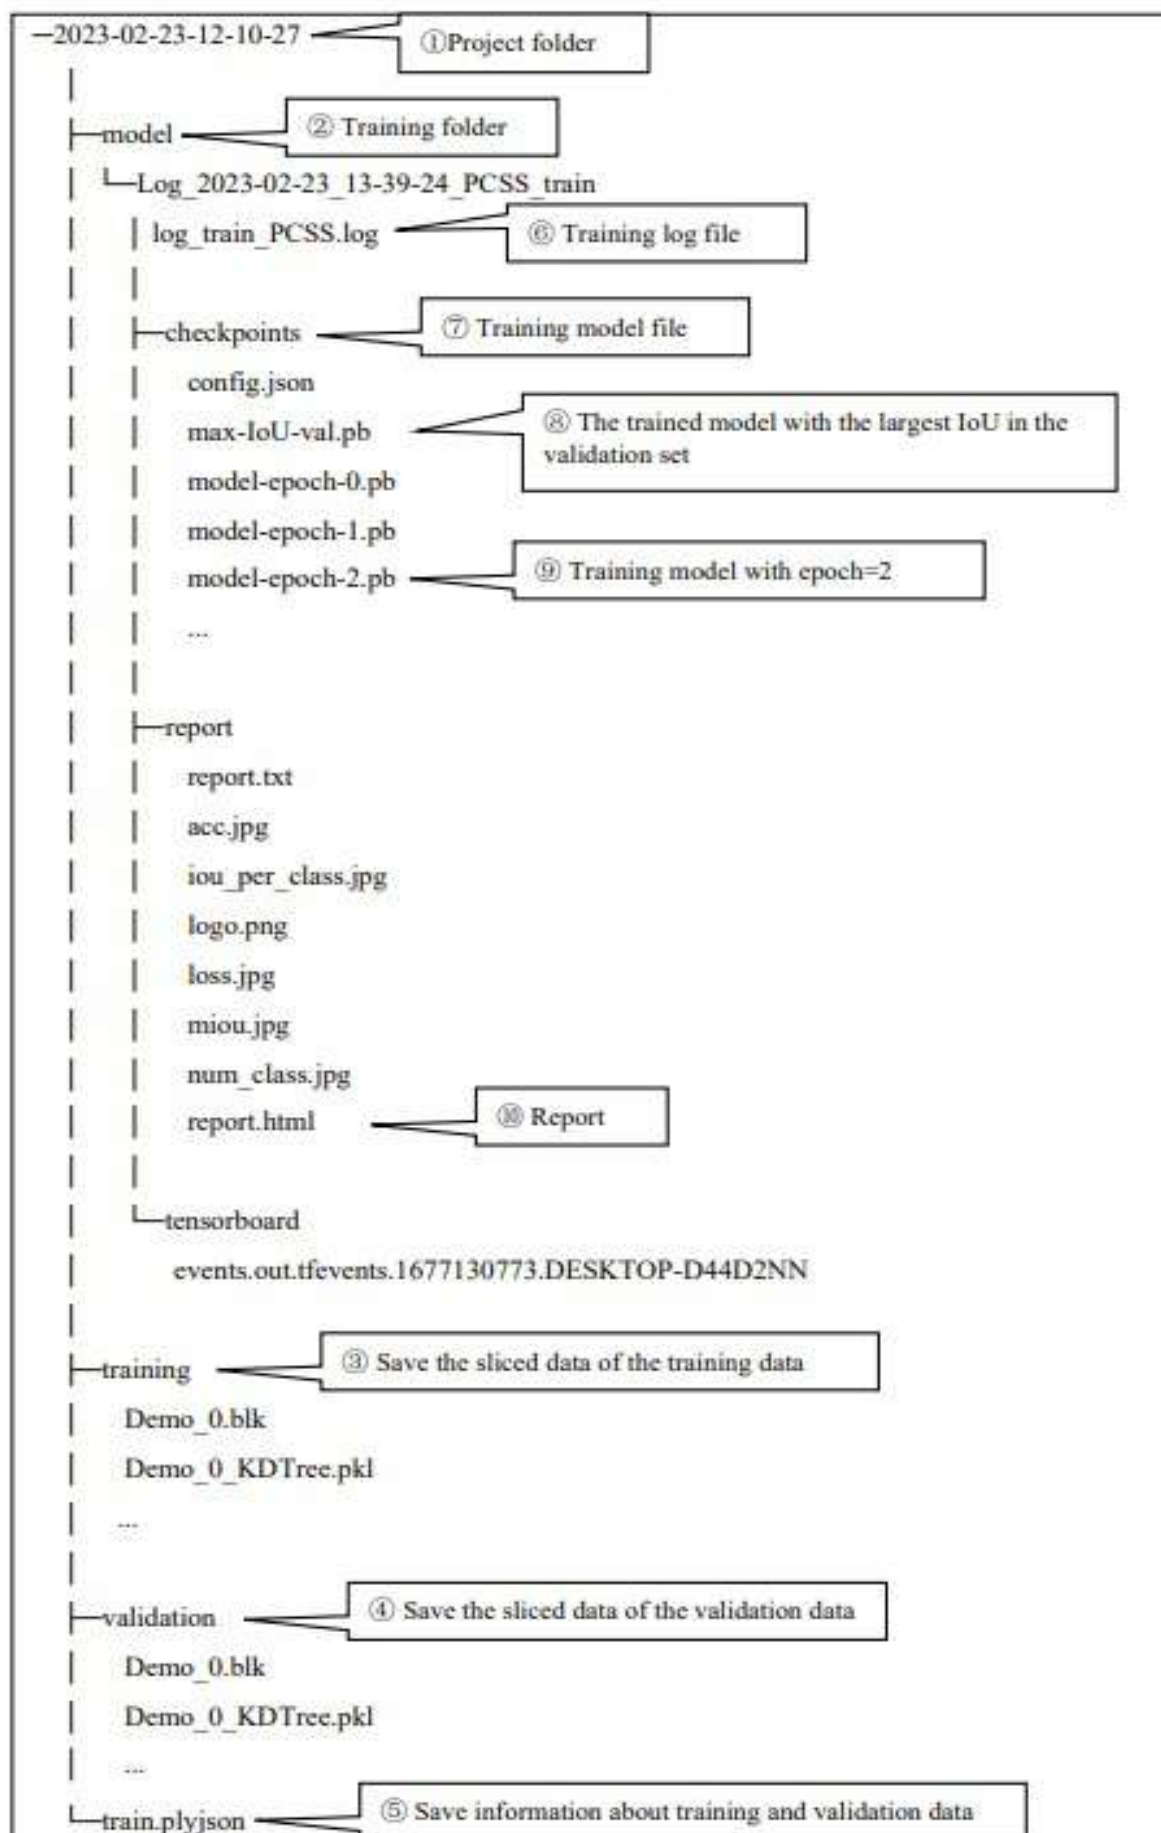 —2023-02-23-12-10-27 ①Project folder
├—model ② Training folder
│ └—Log_2023-02-23_13-39-24_PCSS_train
│ │ log_train_PCSS.log ⑥ Training log file
│ │
│ ├—checkpoints ⑦ Training model file
│ │ config.json
│ │ max-IoU-val.pb ⑧ The trained model with the largest IoU in the
validation set
│ │ model-epoch-0.pb
│ │ model-epoch-1.pb
│ │ model-epoch-2.pb ⑨ Training model with epoch=2
│ │ ...
│ │
│ ├—report
│ │ report.txt
│ │ acc.jpg
│ │ iou_per_class.jpg
│ │ logo.png
│ │ loss.jpg
│ │ miou.jpg
│ │ num_class.jpg
│ │ report.html ⑩ Report
│ │
│ └—tensorboard
│ events.out.tfevents.1677130773.DESKTOP-D44D2NN
│
├—training ③ Save the sliced data of the training data
│ Demo_0.blk
│ Demo_0_KDTree.pkl
│ ...
│
├—validation ④ Save the sliced data of the validation data
│ Demo_0.blk
│ Demo_0_KDTree.pkl
│ ...
└—train.plyjson ⑤ Save information about training and validation data